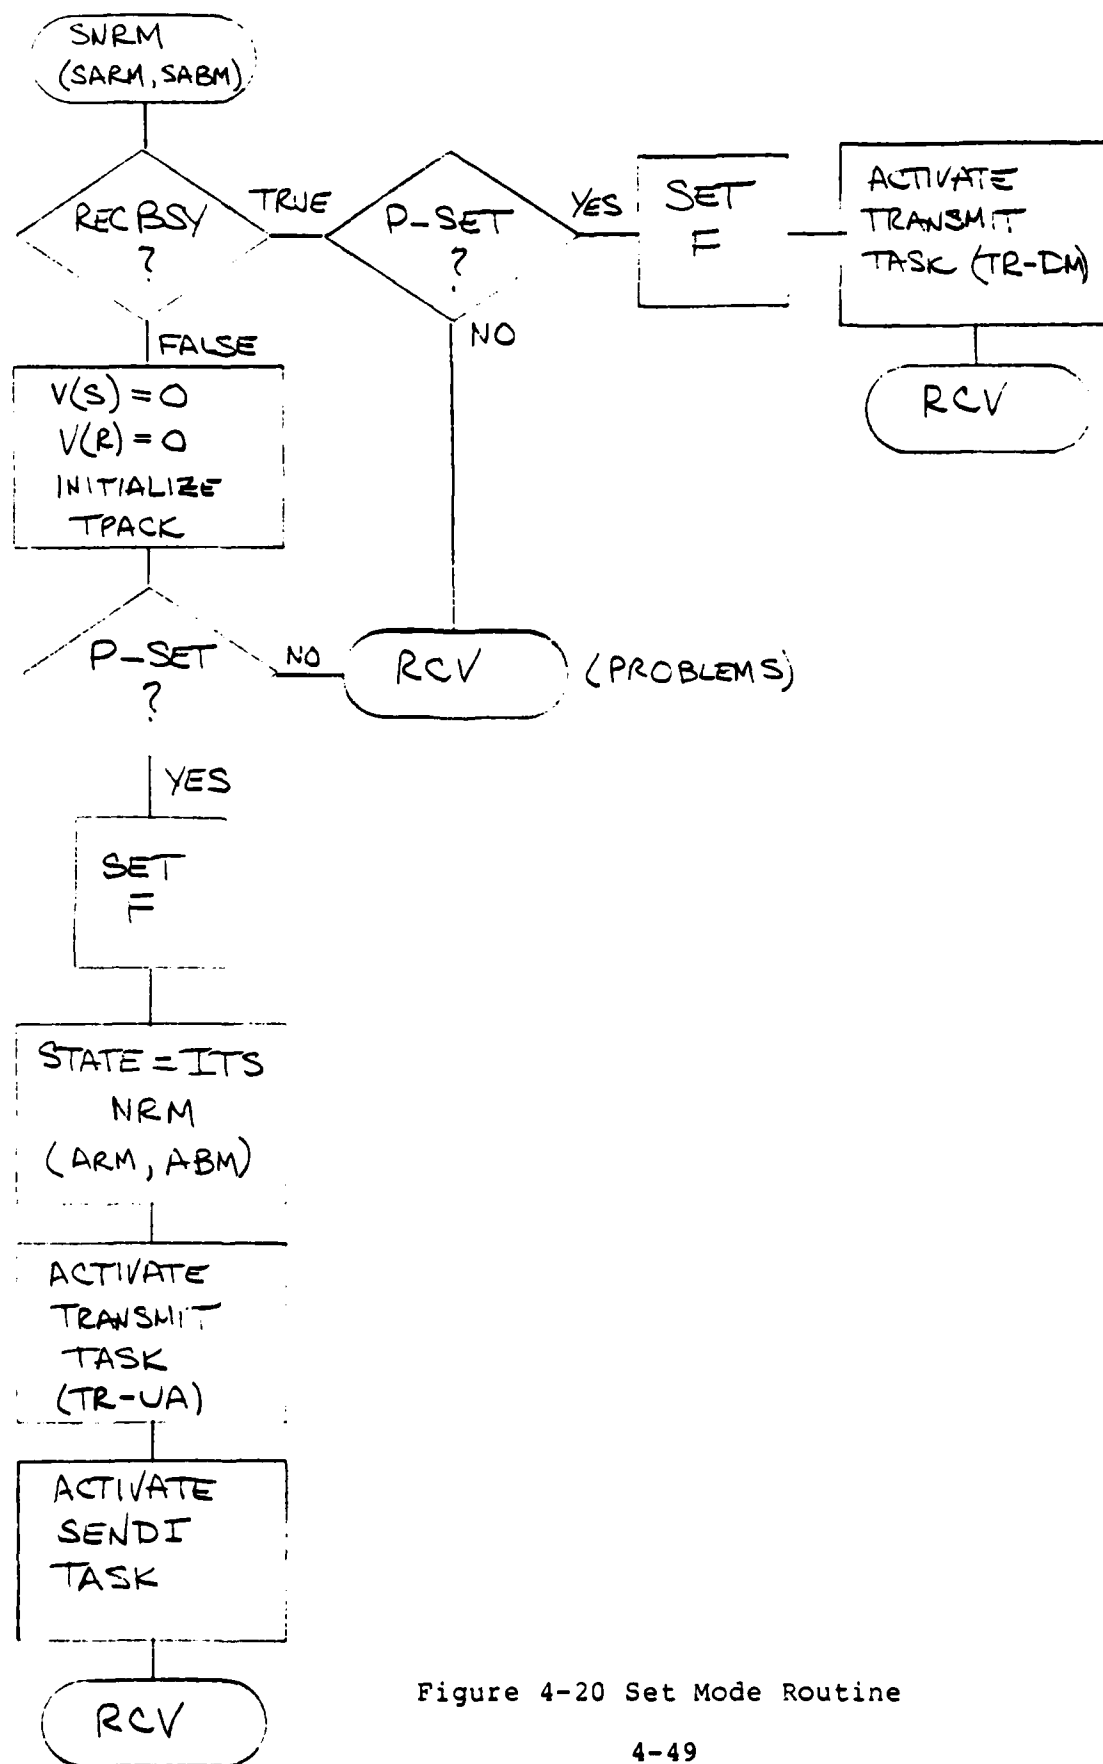 SNRM
(SARM, SABM)
RECBSY
?
TRUE
P-SET
?
YES
SET
F
ACTIVATE
TRANSMIT
TASK (TR-DM)
RCV
NO
FALSE
V(S) = 0
V(R) = 0
INITIALIZE
TPACK
P-SET
?
NO
RCV
(PROBLEMS)
YES
SET
F
STATE = ITS
NRM
(ARM, ABM)
ACTIVATE
TRANSMIT
TASK
(TR-UA)
ACTIVATE
SENDI
TASK
RCV
Figure 4-20 Set Mode Routine
4-49